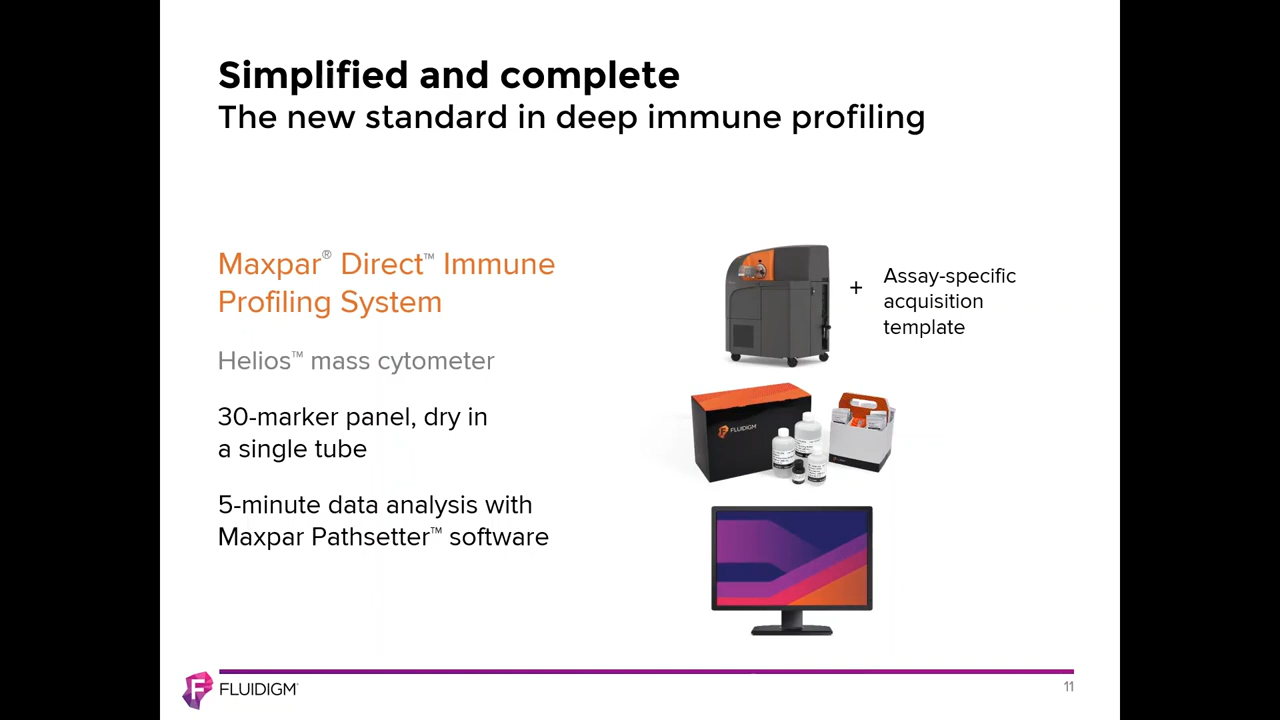 Simplified and complete
The new standard in deep immune profiling
Maxpar® Direct™ Immune
Profiling System
Helios™ mass cytometer
30-marker panel, dry in
a single tube
5-minute data analysis with
Maxpar Pathsetter™ software
+
Assay-specific
acquisition
template
FLUIDIGM
FLUIDIGM
11